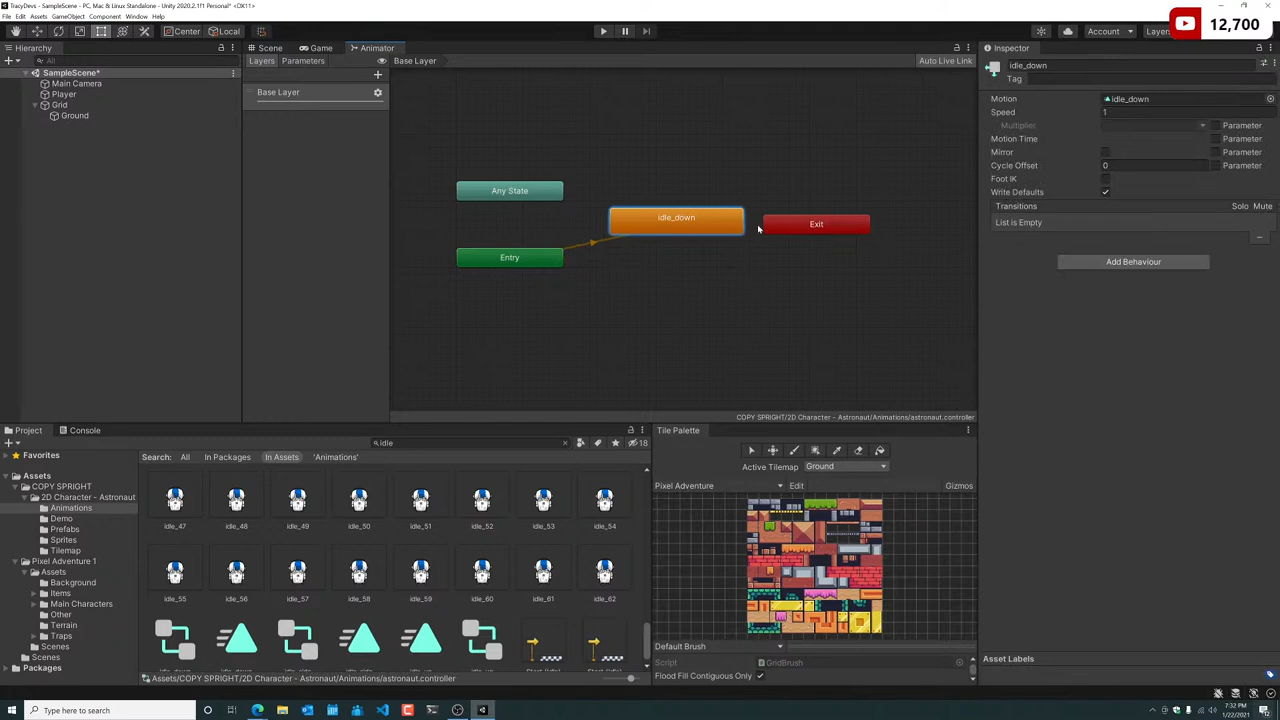 TracyDevs - SampleScene - PC, Mac & Linux Standalone - Unity 2020.2.1f1 Personal* <DX11>
File Edit Assets GameObject Component Window Help
Center Local
Account Layers
12,700
Hierarchy
All
SampleScene*
Main Camera
Player
Grid
Ground
Scene Game Animator
Layers Parameters
Base Layer
Auto Live Link
Base Layer
Any State
idle_down
Exit
Entry
COPY SPRIGHT/2D Character - Astronaut/Animations/astronaut.controller
Inspector
idle_down
Tag
Motion idle_down
Speed 1
Multiplier Parameter
Motion Time Parameter
Mirror Parameter
Cycle Offset 0 Parameter
Foot IK
Write Defaults
Transitions Solo Mute
List is Empty
Add Behaviour
Asset Labels
Project Console
idle
18
Favorites
Assets
COPY SPRIGHT
2D Character - Astronaut
Animations
Demo
Prefabs
Sprites
Tilemap
Pixel Adventure 1
Assets
Background
Items
Main Characters
Other
Terrain
Traps
Scenes
Scenes
Packages
Search: All In Packages In Assets 'Animations'
idle_47 idle_48 idle_49 idle_50 idle_51 idle_52 idle_53 idle_54
idle_55 idle_56 idle_57 idle_58 idle_59 idle_60 idle_61 idle_62
Assets/COPY SPRIGHT/2D Character - Astronaut/Animations/astronaut.controller
Tile Palette
Active Tilemap Ground
Pixel Adventure Edit Gizmos
Default Brush
Script GridBrush
Flood Fill Contiguous Only
Type here to search
7:32 PM
1/22/2021